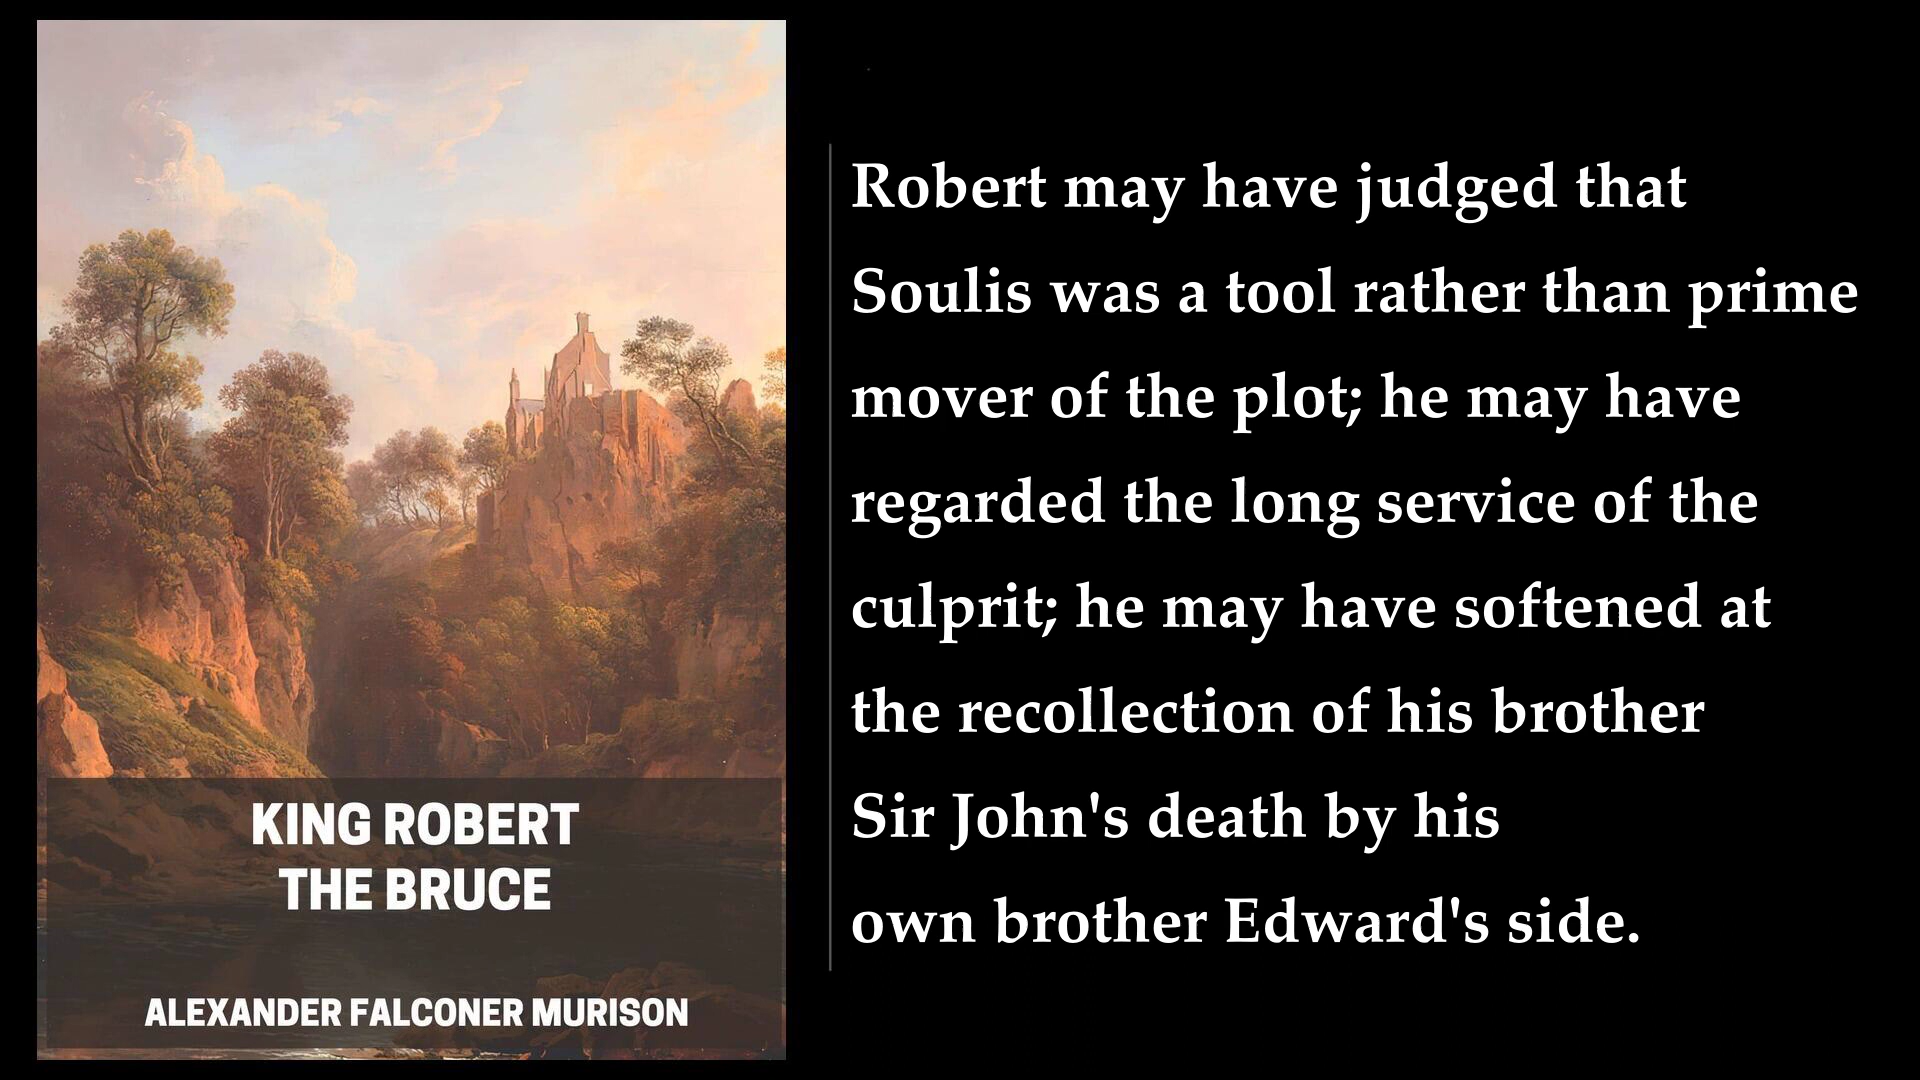 KING ROBERT
THE BRUCE
ALEXANDER FALCONER MURISON
Robert may have judged that
Soulis was a tool rather than prime
mover of the plot; he may have
regarded the long service of the
culprit; he may have softened at
the recollection of his brother
Sir John's death by his
own brother Edward's side.